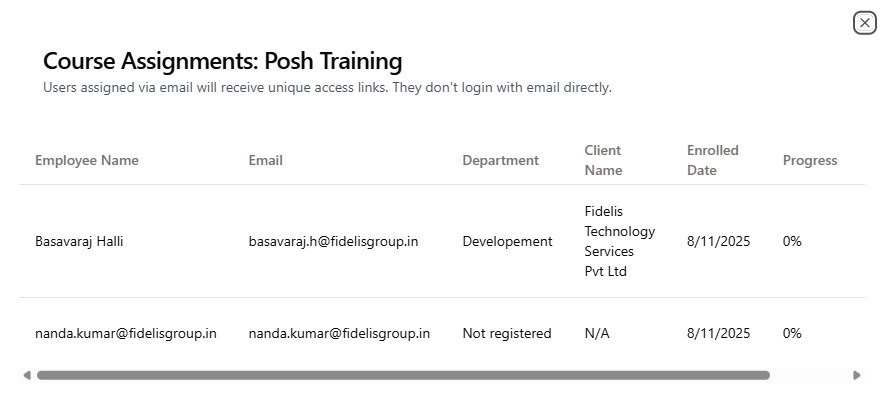 Course Assignments: Posh Training
Users assigned via email will receive unique access links. They don't login with email directly.
Employee Name Email Department Client Name Enrolled Date Progress
Basavaraj Halli basavaraj.h@fidelisgroup.in Developement Fidelis Technology Services Pvt Ltd 8/11/2025 0%
nanda.kumar@fidelisgroup.in nanda.kumar@fidelisgroup.in Not registered N/A 8/11/2025 0%